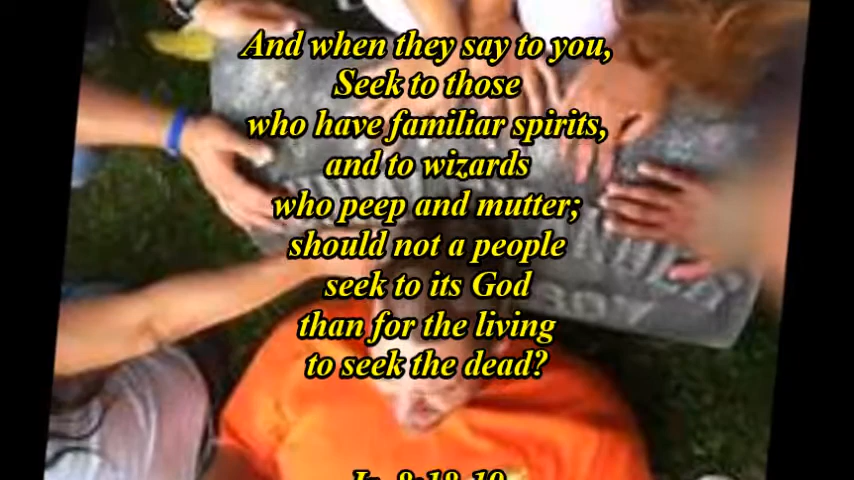 And when they say to you,
Seek to those
who have familiar spirits,
and to wizards
who peep and mutter;
should not a people
seek to its God
than for the living
to seek the dead?